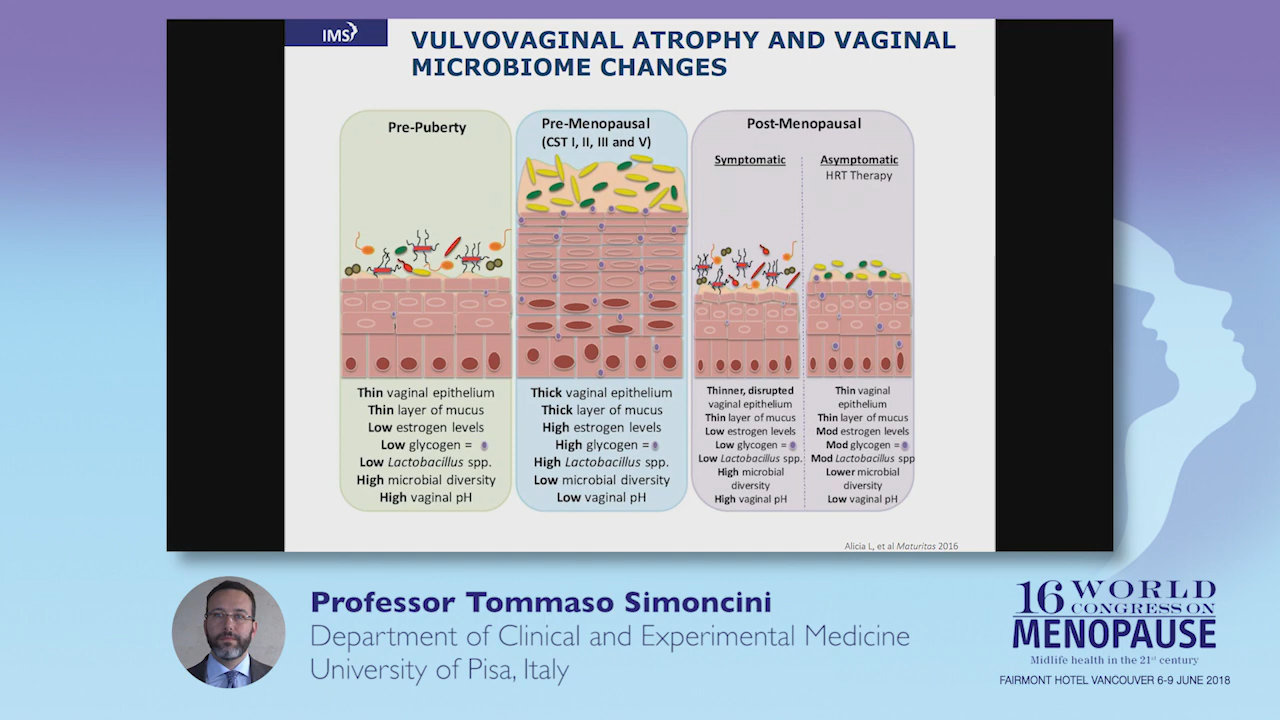 IMS
VULVOVAGINAL ATROPHY AND VAGINAL
MICROBIOME CHANGES
Pre-Puberty
Thin vaginal epithelium
Thin layer of mucus
Low estrogen levels
Low glycogen =
Low Lactobacillus spp.
High microbial diversity
High vaginal pH
Pre-Menopausal
(CST I, II, III and V)
Thick vaginal epithelium
Thick layer of mucus
High estrogen levels
High glycogen =
High Lactobacillus spp.
Low microbial diversity
Low vaginal pH
Post-Menopausal
Symptomatic
Thinner, disrupted
vaginal epithelium
Thin layer of mucus
Low estrogen levels
Low glycogen =
Low Lactobacillus spp.
High microbial
diversity
High vaginal pH
Asymptomatic
HRT Therapy
Thin vaginal
epithelium
Thin layer of mucus
Mod estrogen levels
Mod glycogen =
Mod Lactobacillus spp
Lower microbial
diversity
Low vaginal pH
Alicia L, et al Maturitas 2016
Professor Tommaso Simoncini
Department of Clinical and Experimental Medicine
University of Pisa, Italy
16 WORLD
CONGRESS ON
MENOPAUSE
Midlife health in the 21st century
FAIRMONT HOTEL VANCOUVER 6-9 JUNE 2018